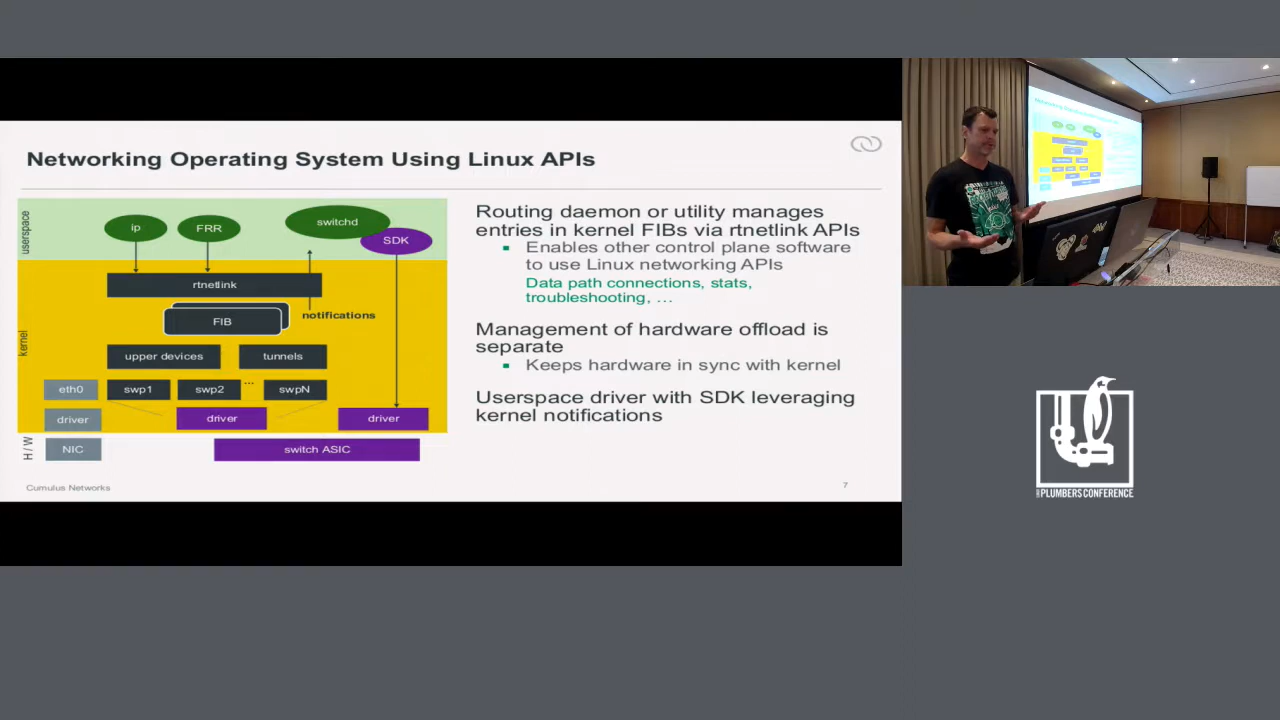 Networking Operating System Using Linux APIs
userspace
ip
FRR
switchd
SDK
kernel
rtnetlink
FIB
notifications
upper devices
tunnels
eth0
swp1
swp2
...
swpN
driver
driver
driver
H / W
NIC
switch ASIC
Routing daemon or utility manages
entries in kernel FIBs via rtnetlink APIs
Enables other control plane software
to use Linux networking APIs
Data path connections, stats,
troubleshooting, ...
Management of hardware offload is
separate
Keeps hardware in sync with kernel
Userspace driver with SDK leveraging
kernel notifications
Cumulus Networks
7
PLUMBERS CONFERENCE